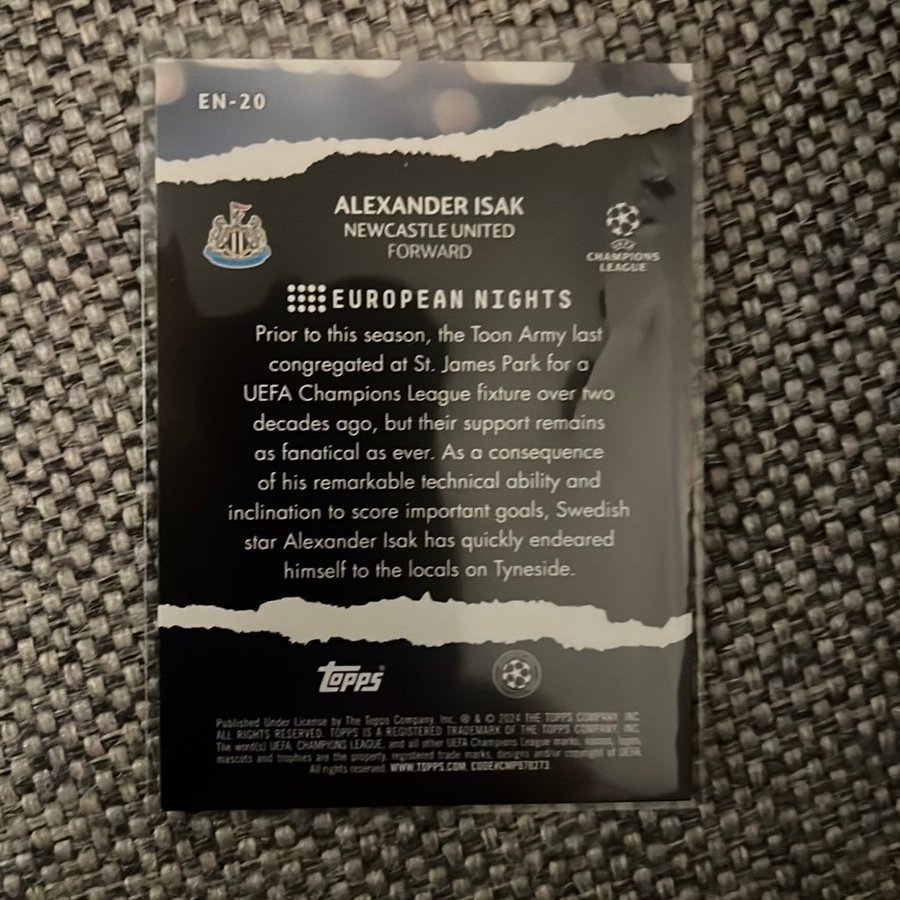 EN-20
ALEXANDER ISAK
NEWCASTLE UNITED
FORWARD
CHAMPIONS
LEAGUE
EUROPEAN NIGHTS
Prior to this season, the Toon Army last
congregated at St. James Park for a
UEFA Champions League fixture over two
decades ago, but their support remains
as fanatical as ever. As a consequence
of his remarkable technical ability and
inclination to score important goals, Swedish
star Alexander Isak has quickly endeared
himself to the locals on Tyneside.
Topps
Published Under License by The Topps Company, Inc. ® & © 2024 THE TOPPS COMPANY, INC.
ALL RIGHTS RESERVED. TOPPS IS A REGISTERED TRADEMARK OF THE TOPPS COMPANY, INC.
The word(s) UEFA, CHAMPIONS LEAGUE, and all other UEFA Champions League marks, logos,
mascots and trophies are the property, registered trade marks, designs and/or copyright of UEFA.
All rights reserved. WWW.TOPPS.COM.